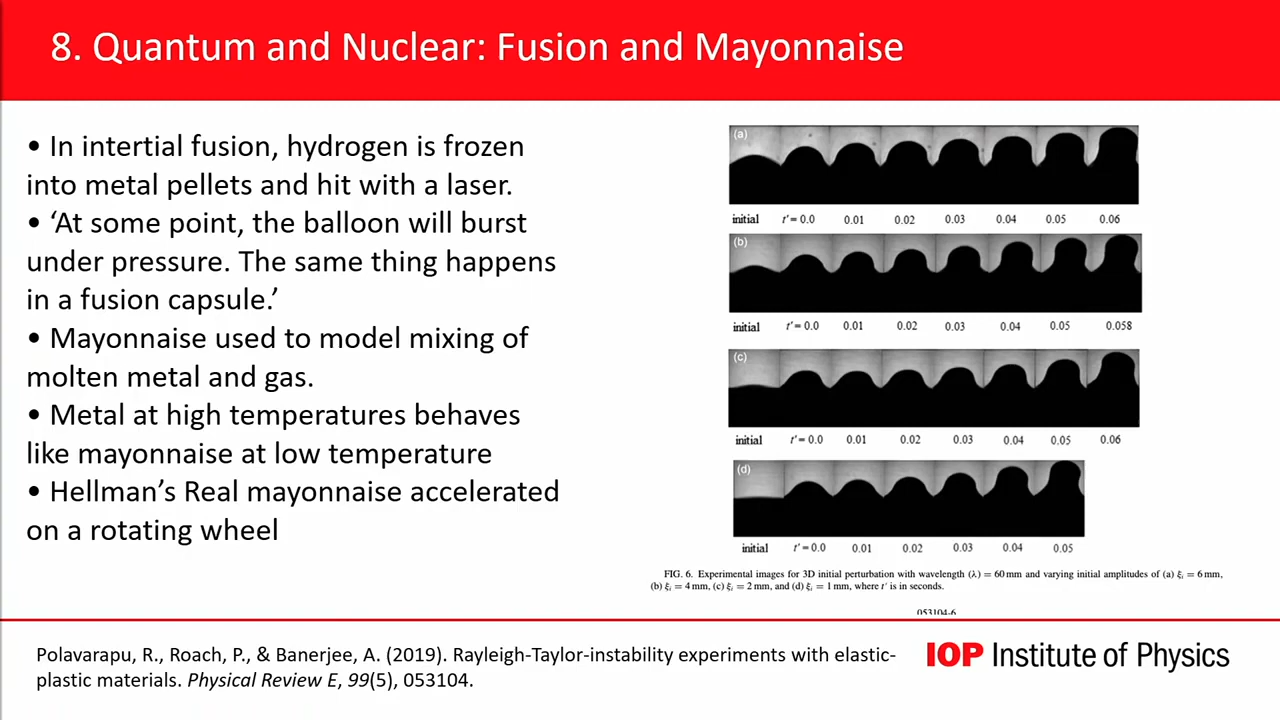 8. Quantum and Nuclear: Fusion and Mayonnaise
• In intertial fusion, hydrogen is frozen
into metal pellets and hit with a laser.
• ‘At some point, the balloon will burst
under pressure. The same thing happens
in a fusion capsule.’
• Mayonnaise used to model mixing of
molten metal and gas.
• Metal at high temperatures behaves
like mayonnaise at low temperature
• Hellman’s Real mayonnaise accelerated
on a rotating wheel
(a)
initial t'= 0.0 0.01 0.02 0.03 0.04 0.05 0.06
(b)
initial t'= 0.0 0.01 0.02 0.03 0.04 0.05 0.058
(c)
initial t'= 0.0 0.01 0.02 0.03 0.04 0.05 0.06
(d)
initial t'= 0.0 0.01 0.02 0.03 0.04 0.05
FIG. 6. Experimental images for 3D initial perturbation with wavelength (λ) = 60 mm and varying initial amplitudes of (a) ξi = 6 mm,
(b) ξi = 4 mm, (c) ξi = 2 mm, and (d) ξi = 1 mm, where t' is in seconds.
053104-6
Polavarapu, R., Roach, P., & Banerjee, A. (2019). Rayleigh-Taylor-instability experiments with elastic-
plastic materials. Physical Review E, 99(5), 053104.
IOP Institute of Physics